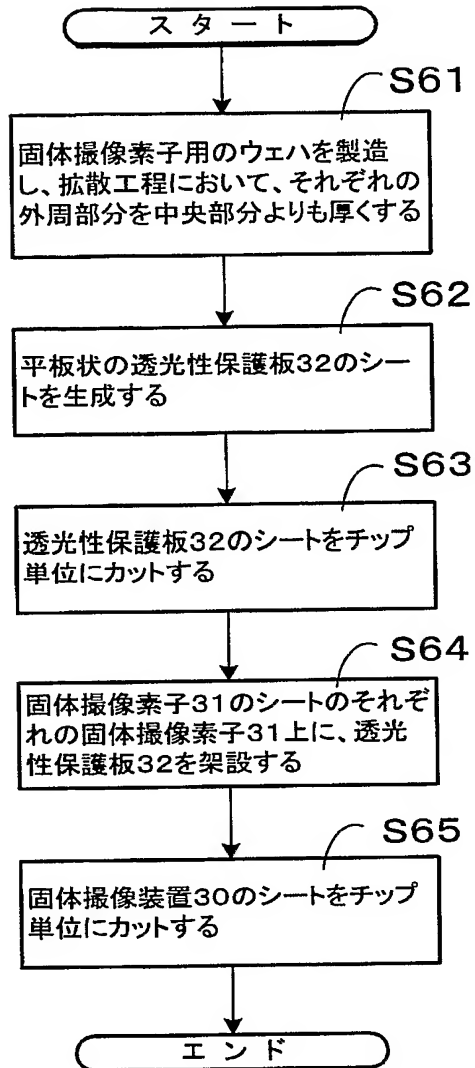 スタート
S61
固体撮像素子用のウェハを製造
し、拡散工程において、それぞれの
外周部分を中央部分よりも厚くする
S62
平板状の透光性保護板32のシー
トを生成する
S63
透光性保護板32のシートをチップ
単位にカットする
S64
固体撮像素子31のシートのそれぞ
れの固体撮像素子31上に、透光
性保護板32を架設する
S65
固体撮像装置30のシートをチップ
単位にカットする
エンド